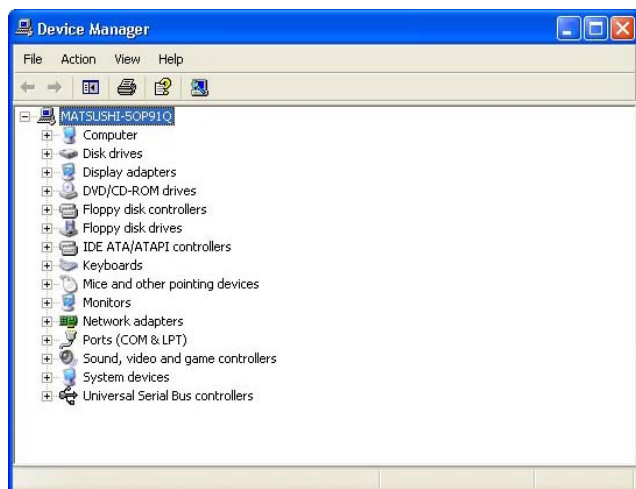 Device Manager
File Action View Help
MATSUSHI-5OP91Q
Computer
Disk drives
Display adapters
DVD/CD-ROM drives
Floppy disk controllers
Floppy disk drives
IDE ATA/ATAPI controllers
Keyboards
Mice and other pointing devices
Monitors
Network adapters
Ports (COM & LPT)
Sound, video and game controllers
System devices
Universal Serial Bus controllers